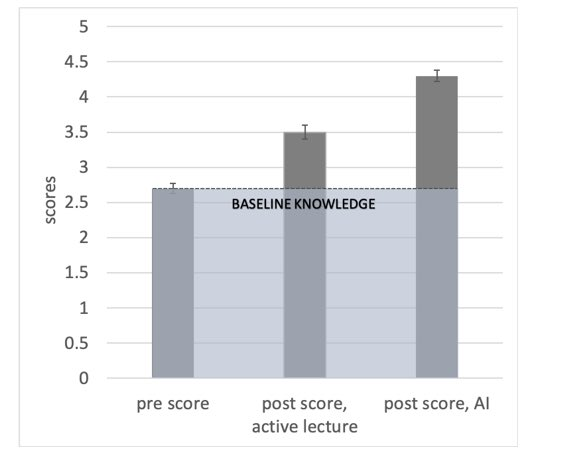 5
4.5
4
3.5
3
2.5
2
1.5
1
0.5
0
scores
BASELINE KNOWLEDGE
pre score
post score,
active lecture
post score, AI